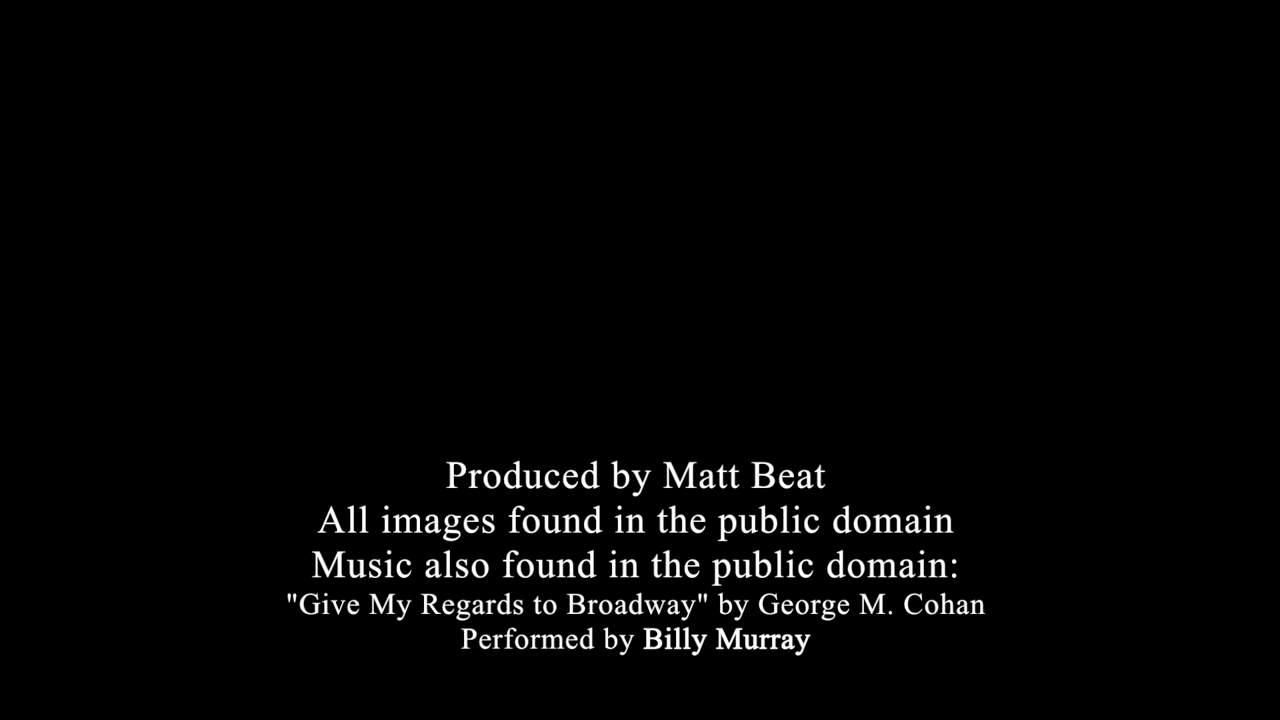 Produced by Matt Beat
All images found in the public domain
Music also found in the public domain:
"Give My Regards to Broadway" by George M. Cohan
Performed by Billy Murray